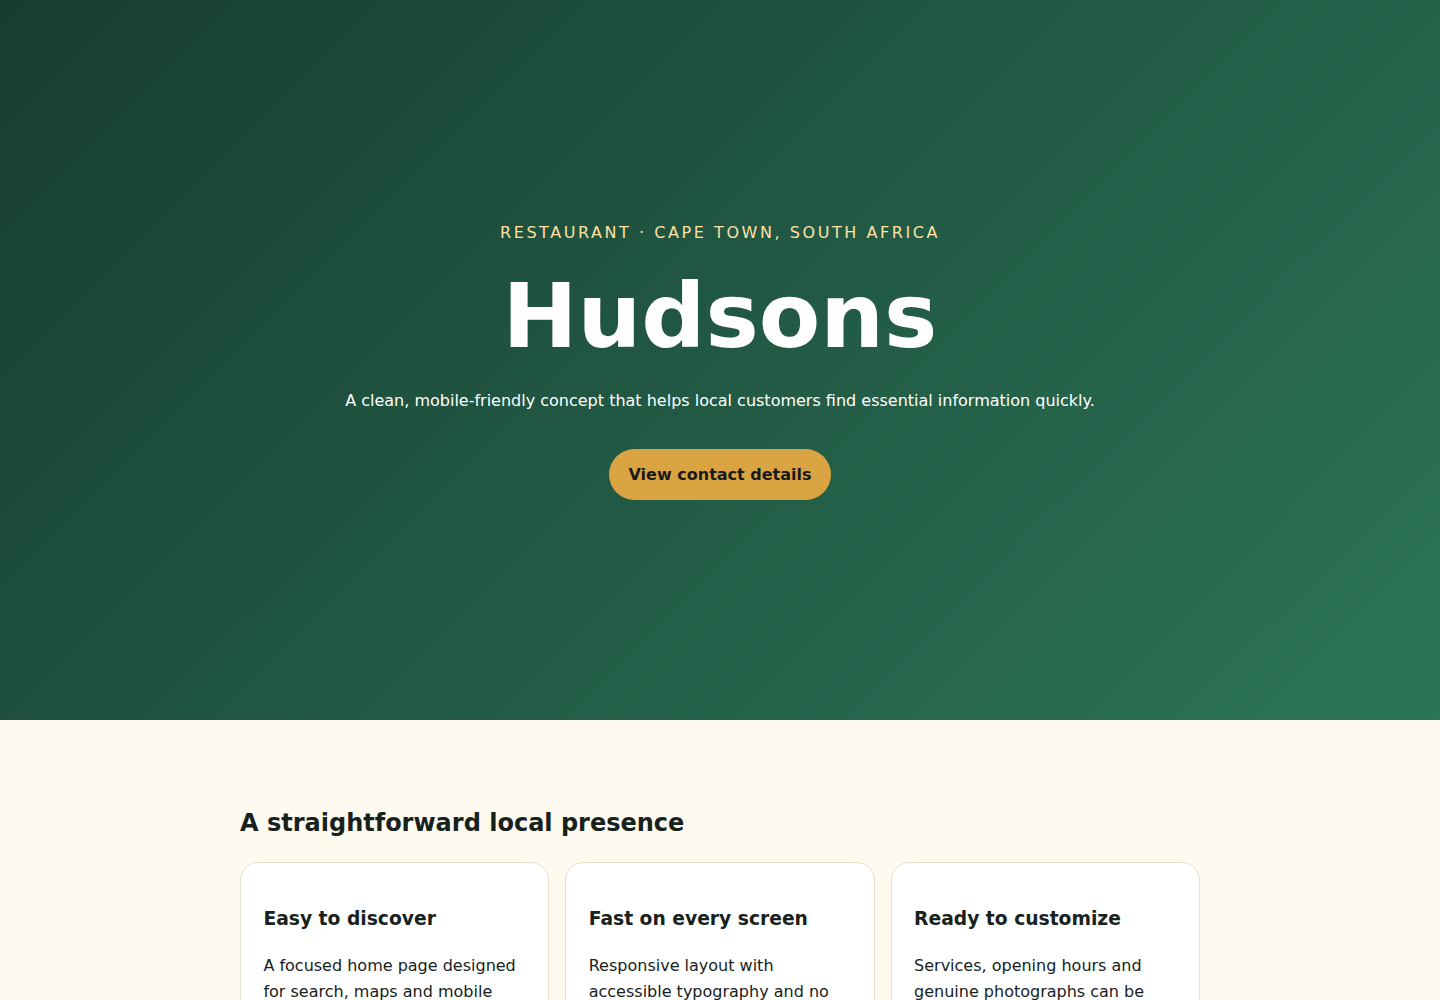 RESTAURANT · CAPE TOWN, SOUTH AFRICA
Hudsons
A clean, mobile-friendly concept that helps local customers find essential information quickly.
View contact details
A straightforward local presence
Easy to discover
A focused home page designed
for search, maps and mobile
Fast on every screen
Responsive layout with
accessible typography and no
Ready to customize
Services, opening hours and
genuine photographs can be